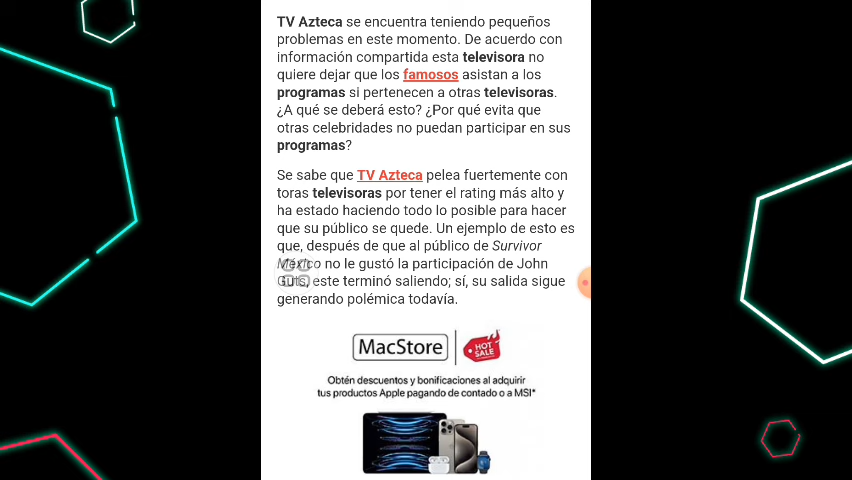 TV Azteca se encuentra teniendo pequeños
problemas en este momento. De acuerdo con
información compartida esta televisora no
quiere dejar que los famosos asistan a los
programas si pertenecen a otras televisoras.
¿A qué se deberá esto? ¿Por qué evita que
otras celebridades no puedan participar en sus
programas?
Se sabe que TV Azteca pelea fuertemente con
toras televisoras por tener el rating más alto y
ha estado haciendo todo lo posible para hacer
que su público se quede. Un ejemplo de esto es
que, después de que al público de Survivor
México no le gustó la participación de John
Guts, este terminó saliendo; sí, su salida sigue
generando polémica todavía.
MacStore
HOT
SALE
Obtén descuentos y bonificaciones al adquirir
tus productos Apple pagando de contado o a MSI*